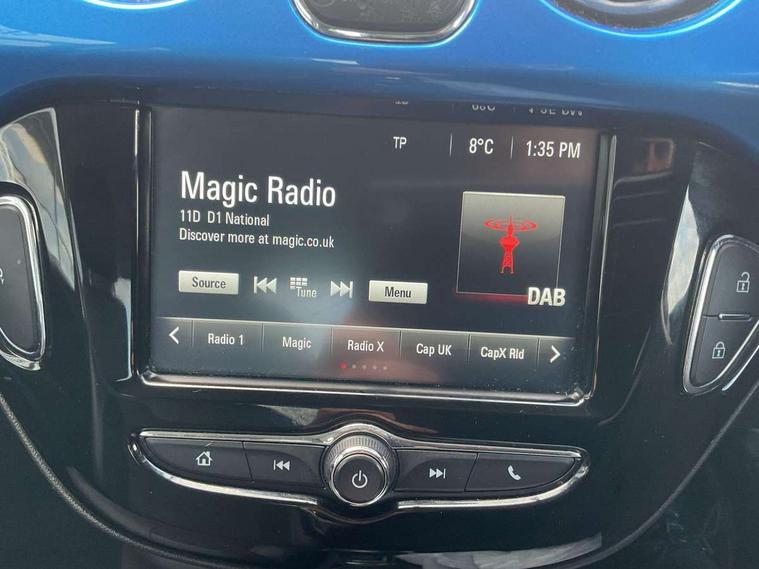 TP 8°C 1:35 PM
Magic Radio
11D D1 National
Discover more at magic.co.uk
DAB
Source Tune Menu
Radio 1 Magic Radio X Cap UK CapX Rld